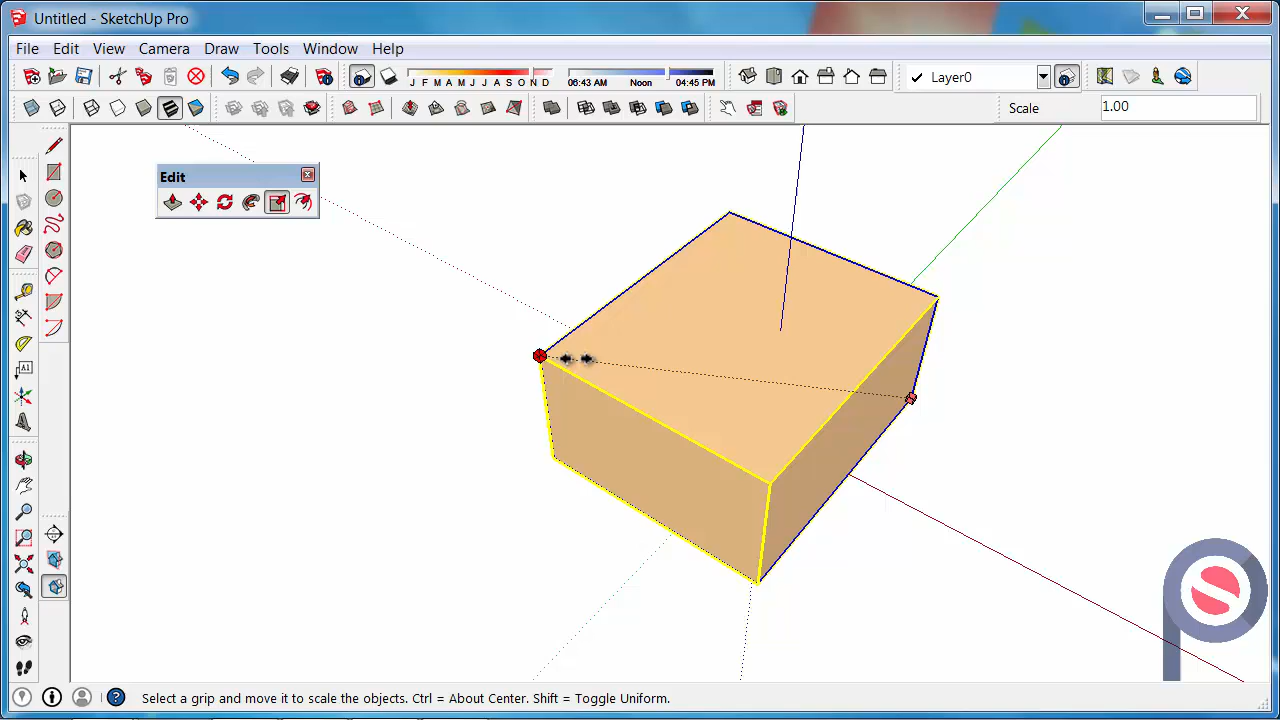 Untitled - SketchUp Pro
File Edit View Camera Draw Tools Window Help
J F M A M J J A S O N D 06:43 AM Noon 04:45 PM Layer0
Scale 1.00
Edit
A1
Select a grip and move it to scale the objects. Ctrl = About Center. Shift = Toggle Uniform.